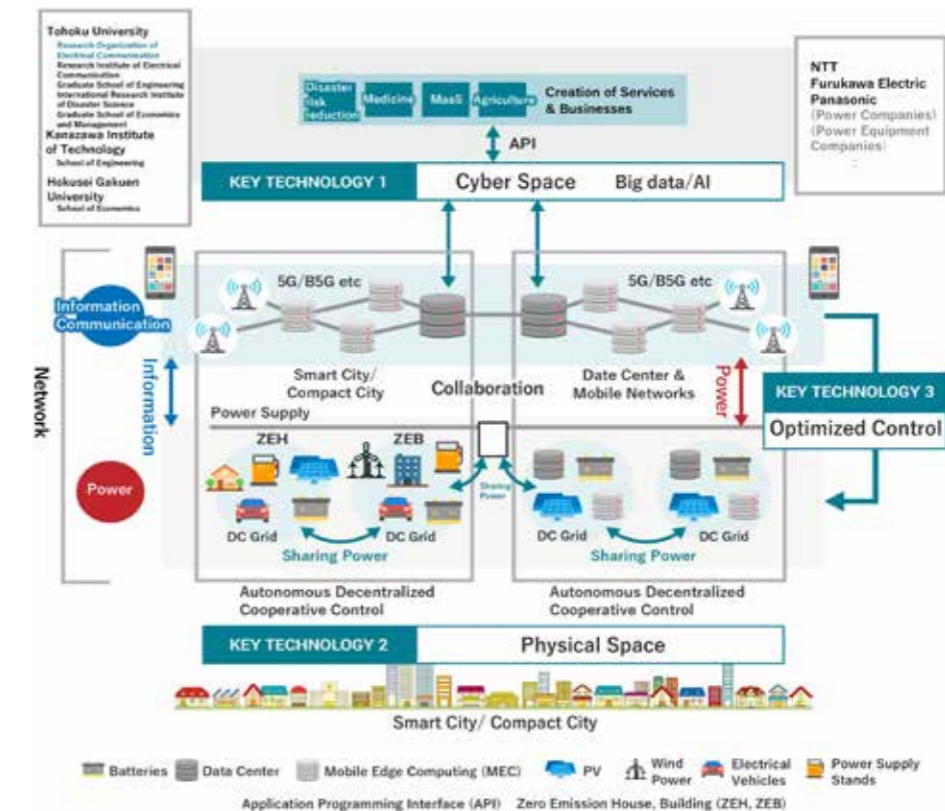 Tohoku University
Research Organization of
Electrical Communication
Research Institute of Electrical
Communication
Graduate School of Engineering
International Research Institute
of Disaster Science
Graduate School of Economics
and Management
Kanazawa Institute
of Technology
School of Engineering
Hokusei Gakuen
University
School of Economics
NTT
Furukawa Electric
Panasonic
(Power Companies)
(Power Equipment
Companies)
:
Disaster
risk
reduction
Medicine
MaaS
Agriculture
Creation of Services
& Businesses
API
KEY TECHNOLOGY 1
Cyber Space
Big data/AI
Network
Information
Communication
5G/B5G etc
5G/B5G etc
Information
Smart City/
Compact City
Collaboration
Date Center &
Mobile Networks
Power
KEY TECHNOLOGY 3
Optimized Control
Power Supply
ZEH
ZEB
Power
Sharing
Power
DC Grid
DC Grid
DC Grid
DC Grid
Sharing Power
Sharing Power
Autonomous Decentralized
Cooperative Control
Autonomous Decentralized
Cooperative Control
KEY TECHNOLOGY 2
Physical Space
Smart City/ Compact City
Batteries
Data Center
Mobile Edge Computing (MEC)
PV
Wind
Power
Electrical
Vehicles
Power Supply
Stands
Application Programming Interface (API)
Zero Emission House, Building (ZEH, ZEB)